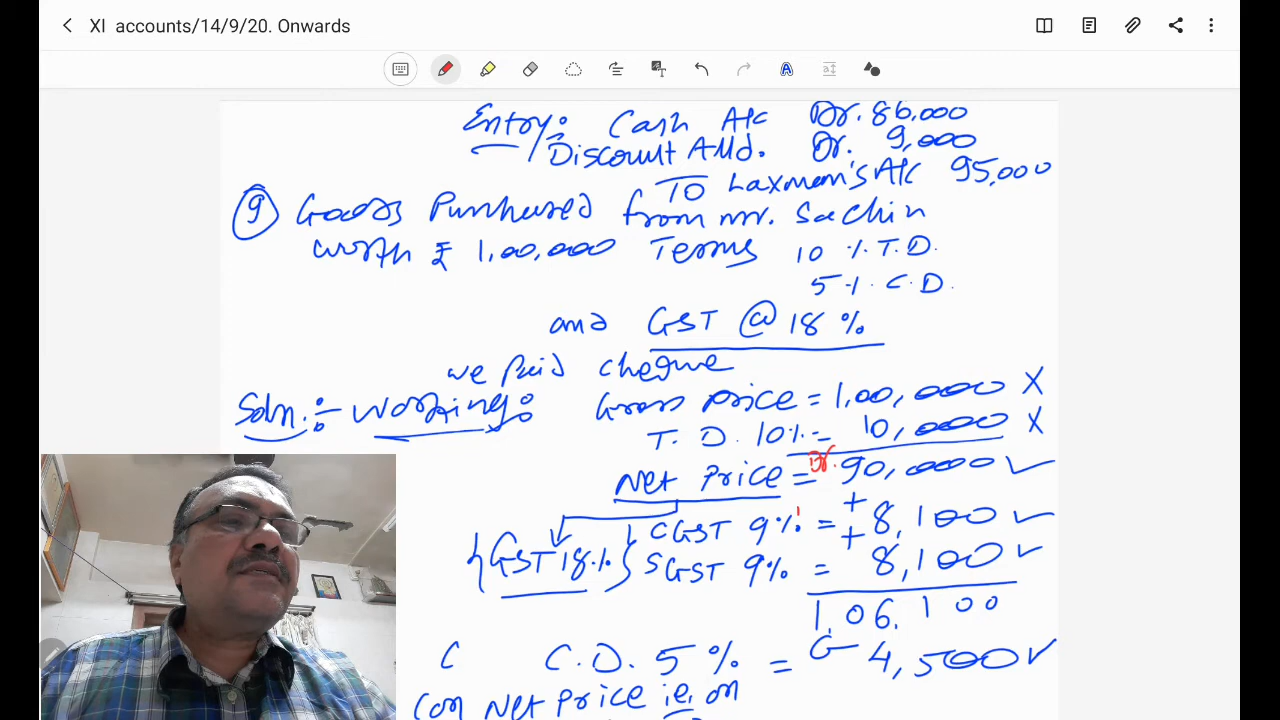 XI accounts/14/9/20. Onwards
Entry: Cash A/c Dr. 86,000
Discount Alld. Dr. 9,000
To Laxman's A/c 95,000
9 Goods Purchased from mr. Sachin
worth ₹ 1,00,000 Terms 10 % T.D.
5 % C.D.
and GST @ 18 %
we paid cheque
Soln. :- working: Gross Price = 1,00,000 X
T. D. 10% = 10,000 X
Net Price = Dr. 90,000 ✓
CGST 9% = + 8,100 ✓
{GST 18%} SGST 9% = + 8,100 ✓
1,06,100
C C.D. 5 % = 4,500 ✓
Con Net Price i.e. on